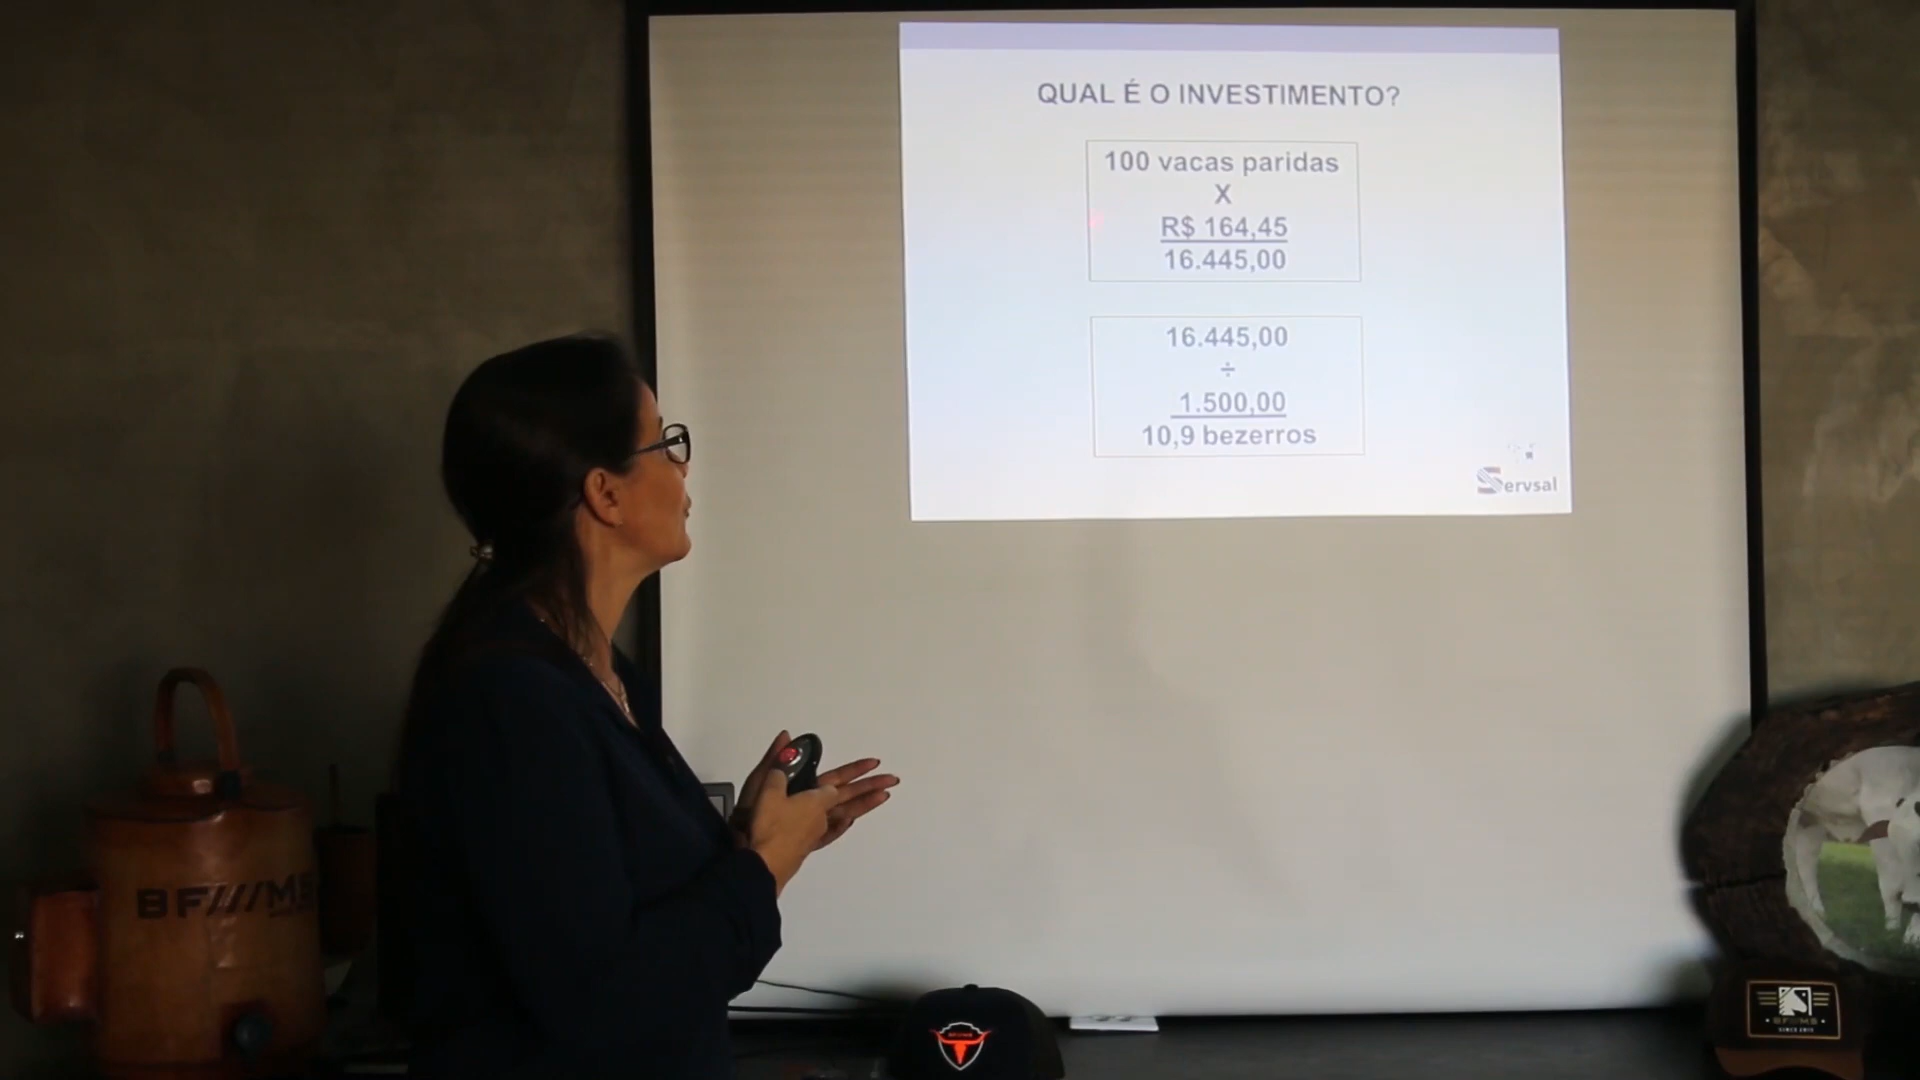 QUAL É O INVESTIMENTO?
100 vacas paridas
X
R$ 164,45
16.445,00
16.445,00
÷
1.500,00
10,9 bezerros
Servsal
BF///MS